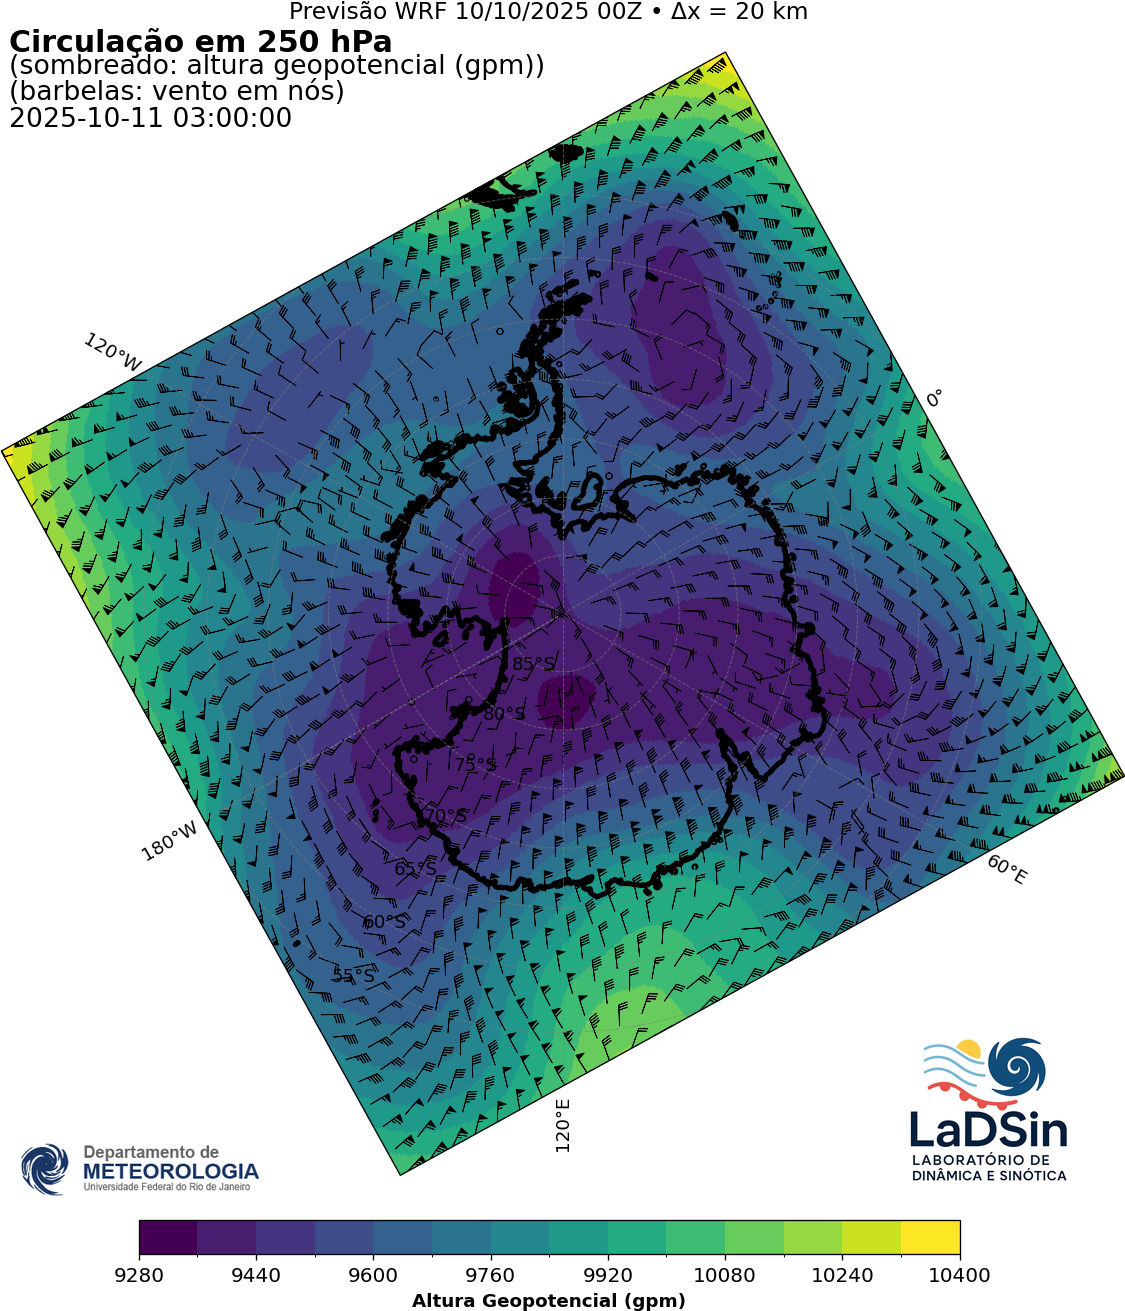 Previsão WRF 10/10/2025 00Z • Δx = 20 km
Circulação em 250 hPa
(sombreado: altura geopotencial (gpm))
(barbelas: vento em nós)
2025-10-11 03:00:00
120°W
0°
85°S
80°S
75°S
70°S
180°W
65°S
60°E
60°S
55°S
120°E
LaDSin
LABORATÓRIO DE
DINÂMICA E SINÓTICA
Departamento de
METEOROLOGIA
Universidade Federal do Rio de Janeiro
9280 9440 9600 9760 9920 10080 10240 10400
Altura Geopotencial (gpm)